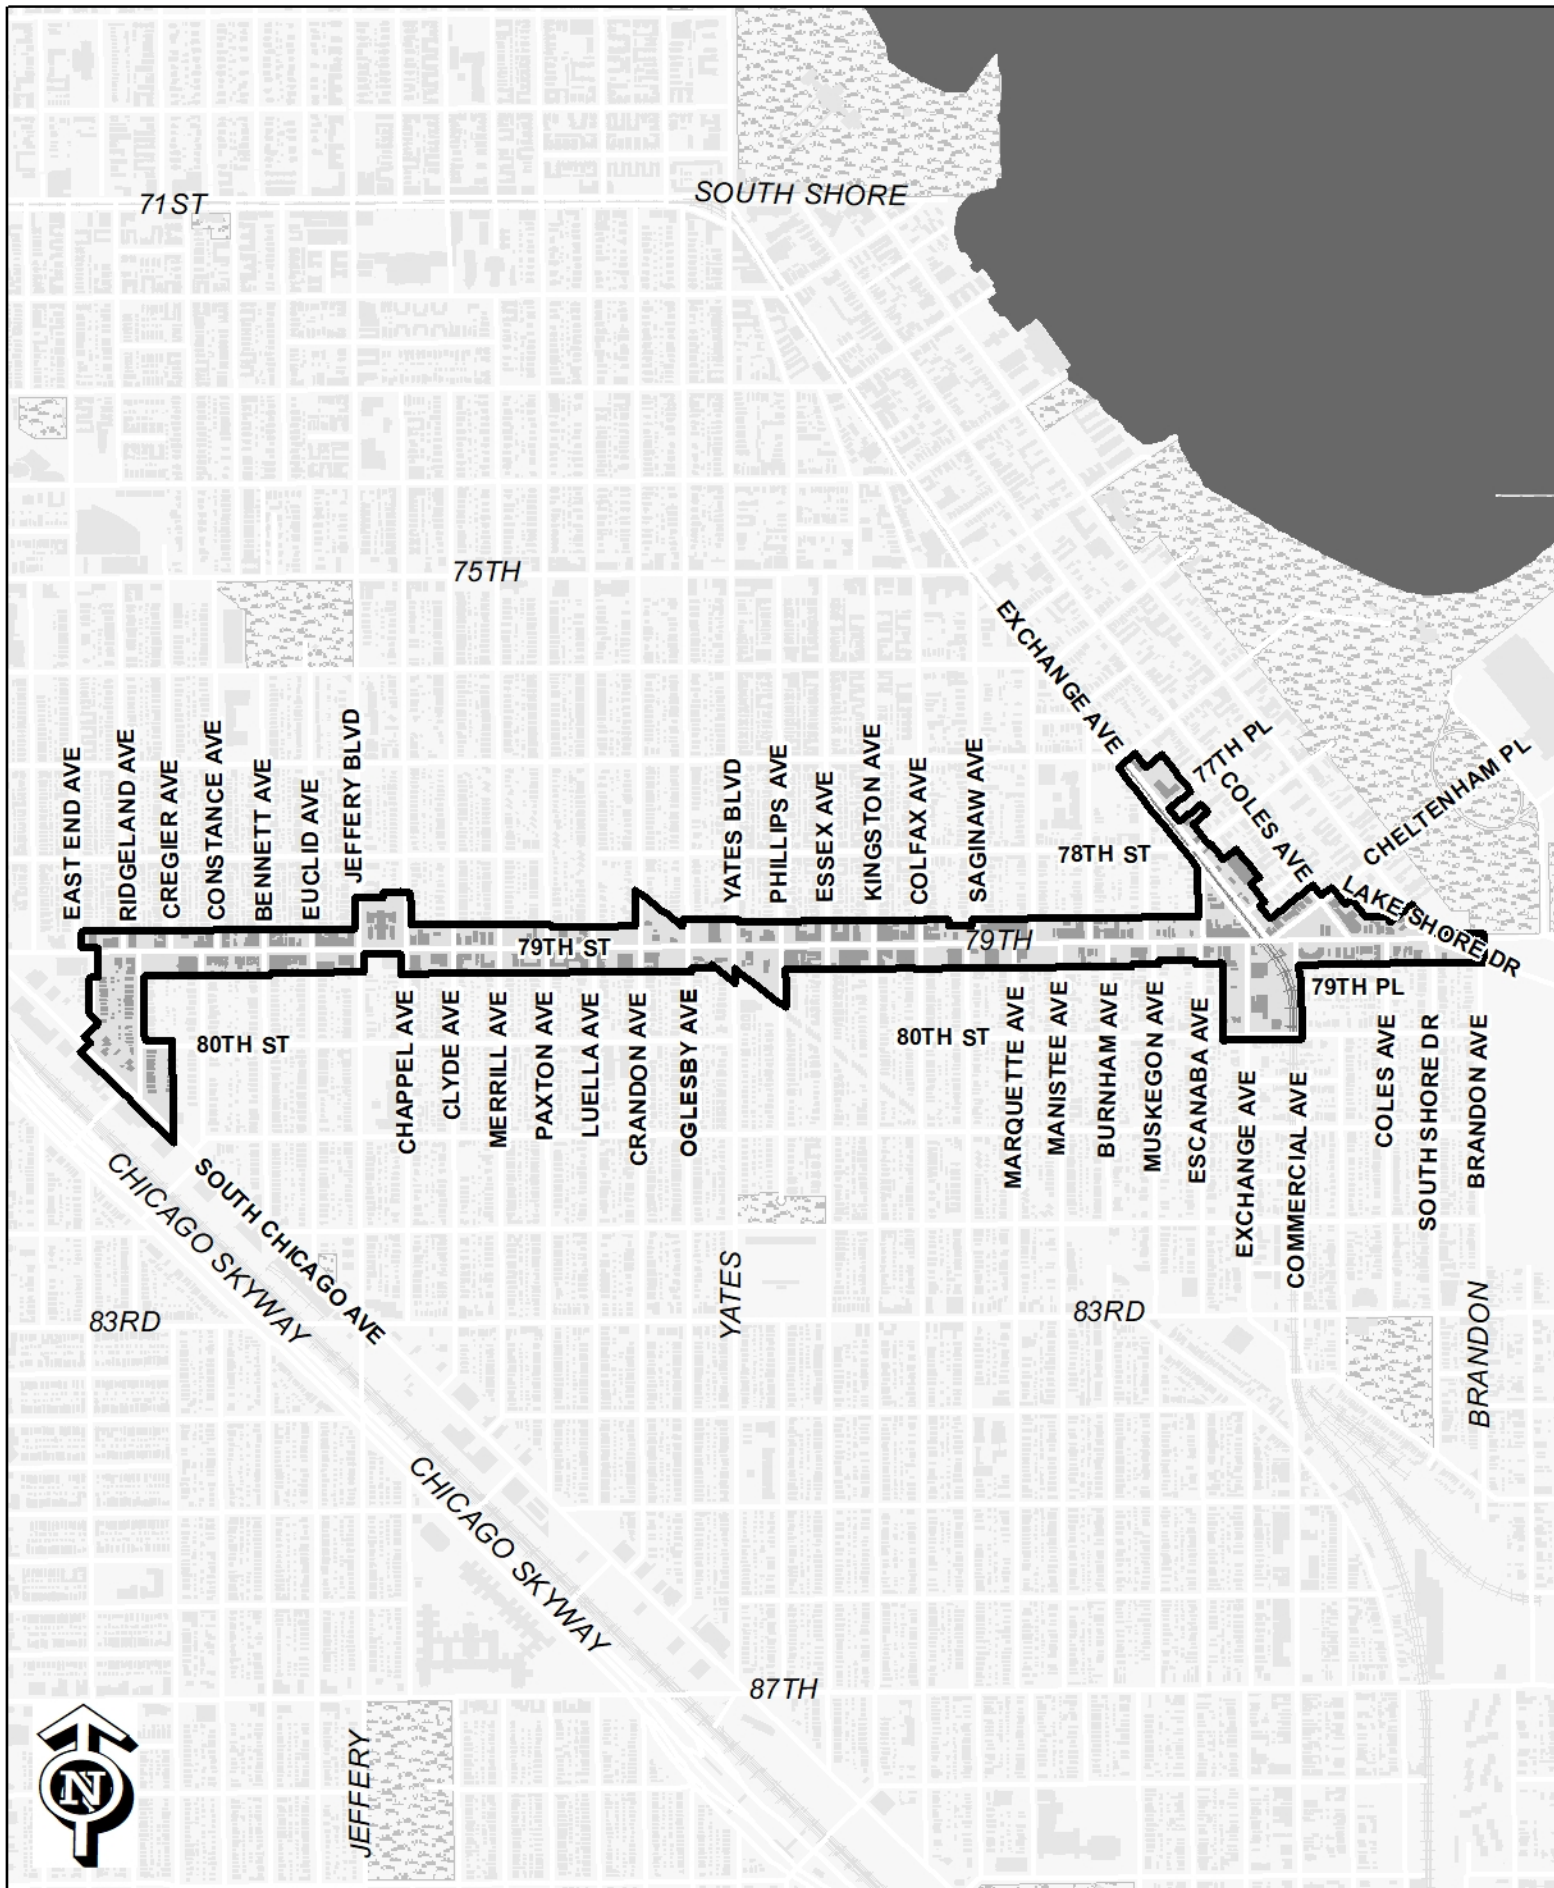 71ST
SOUTH SHORE
75TH
EXCHANGE AVE
EAST END AVE
RIDGELAND AVE
CREGIER AVE
CONSTANCE AVE
BENNETT AVE
EUCLID AVE
JEFFERY BLVD
YATES BLVD
PHILLIPS AVE
ESSEX AVE
KINGSTON AVE
COLFAX AVE
SAGINAW AVE
77TH PL
COLES AVE
CHELTENHAM PL
78TH ST
LAKE SHORE DR
79TH ST
79TH
79TH PL
80TH ST
80TH ST
CHAPPEL AVE
CLYDE AVE
MERRILL AVE
PAXTON AVE
LUELLA AVE
CRANDON AVE
OGLESBY AVE
MARQUETTE AVE
MANISTEE AVE
BURNHAM AVE
MUSKEGON AVE
ESCANABA AVE
EXCHANGE AVE
COMMERCIAL AVE
COLES AVE
SOUTH SHORE DR
BRANDON AVE
CHICAGO SKYWAY
SOUTH CHICAGO AVE
83RD
YATES
83RD
BRANDON
CHICAGO SKYWAY
87TH
JEFFERY
N